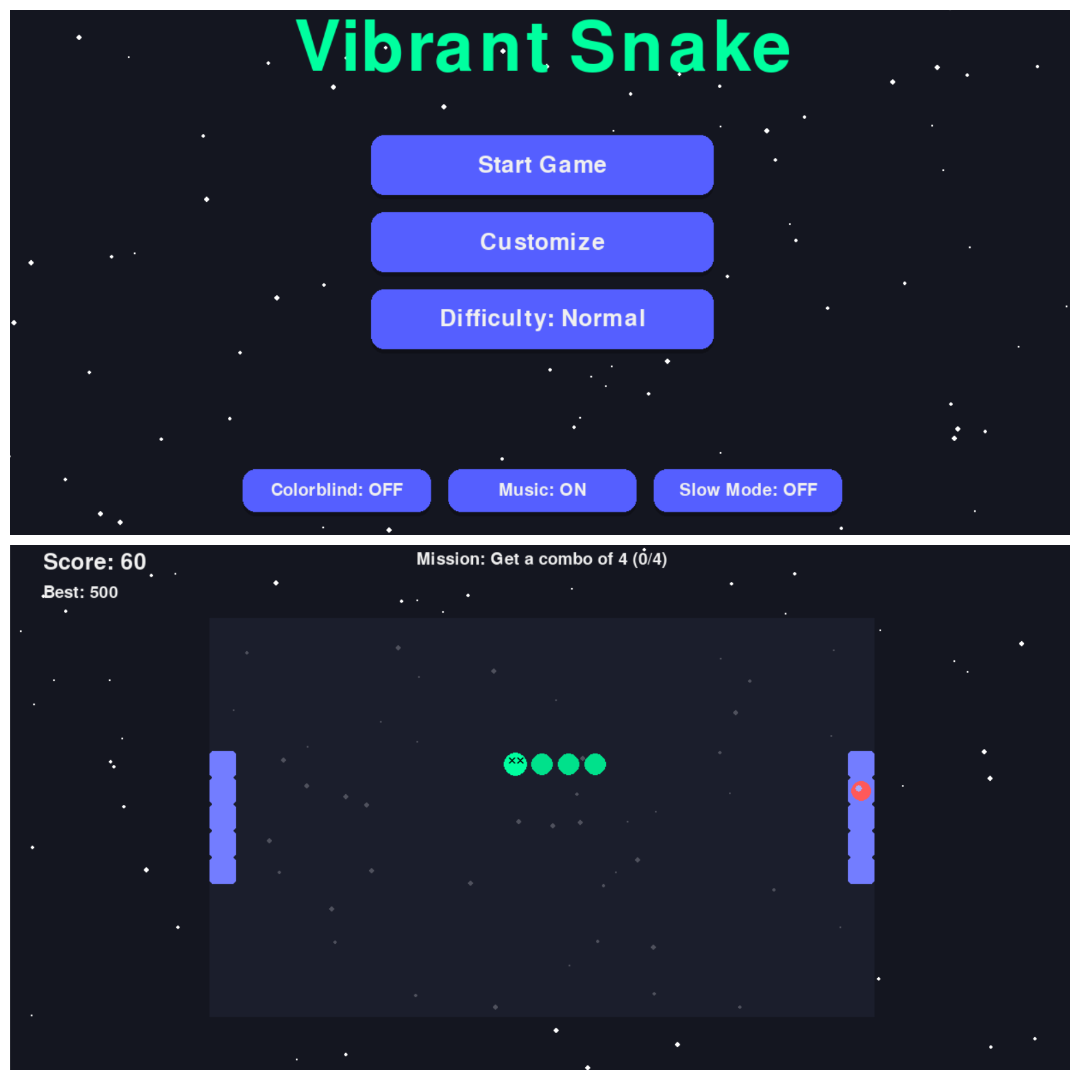 Vibrant Snake
Start Game
Customize
Difficulty: Normal
Colorblind: OFF
Music: ON
Slow Mode: OFF
Score: 60
Mission: Get a combo of 4 (0/4)
Best: 500